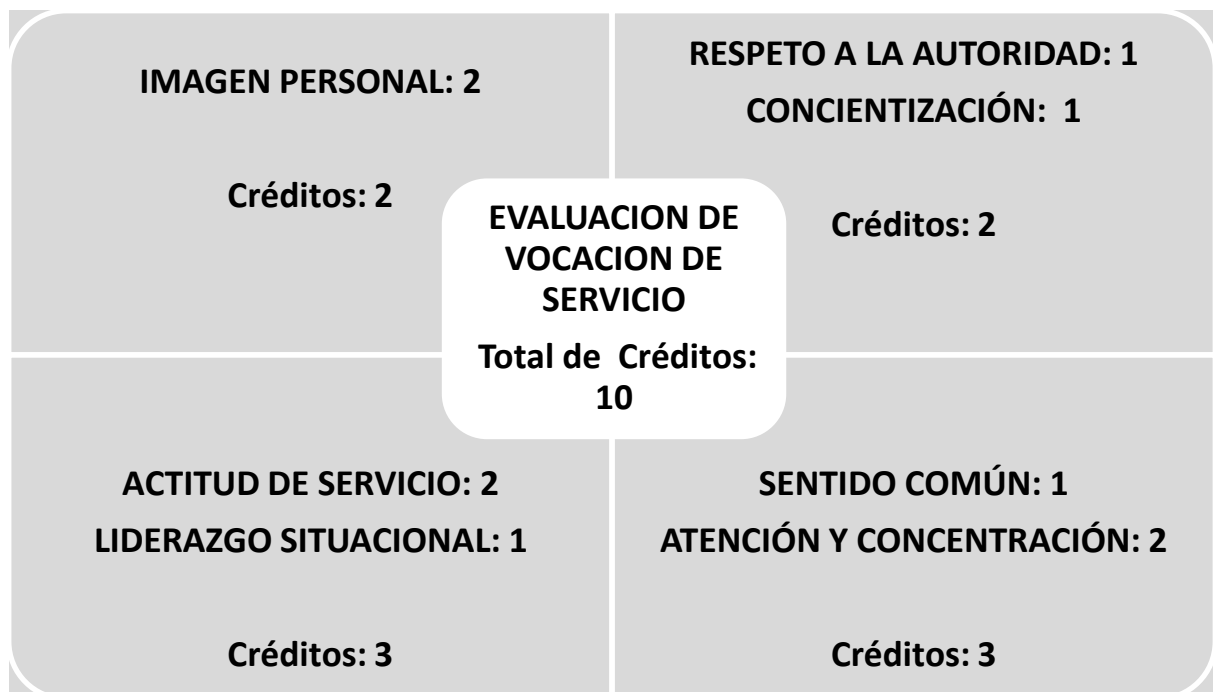 IMAGEN PERSONAL: 2
Créditos: 2
RESPETO A LA AUTORIDAD: 1
CONCIENTIZACIÓN: 1
Créditos: 2
EVALUACION DE
VOCACION DE
SERVICIO
Total de Créditos:
10
ACTITUD DE SERVICIO: 2
LIDERAZGO SITUACIONAL: 1
Créditos: 3
SENTIDO COMÚN: 1
ATENCIÓN Y CONCENTRACIÓN: 2
Créditos: 3